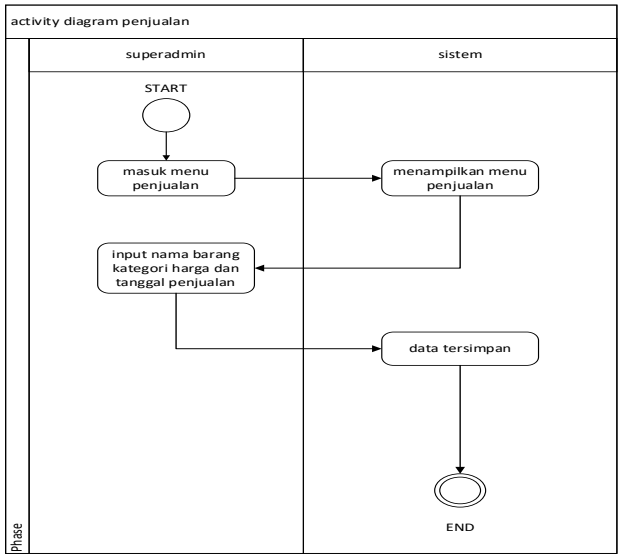 activity diagram penjualan
superadmin
sistem
START
masuk menu
penjualan
menampilkan menu
penjualan
input nama barang
kategori harga dan
tanggal penjualan
data tersimpan
END
Phase